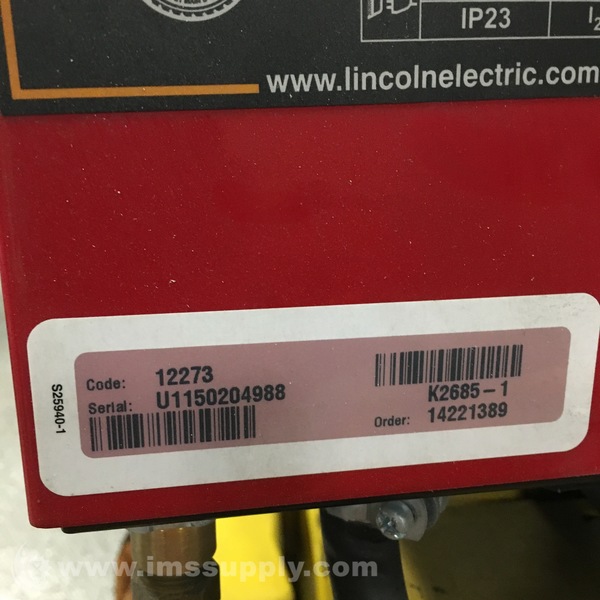 IP23
www.lincolnelectric.com
S25940-1
Code: 12273
Serial: U1150204988
K2685-1
Order: 14221389
www.imssupply.com